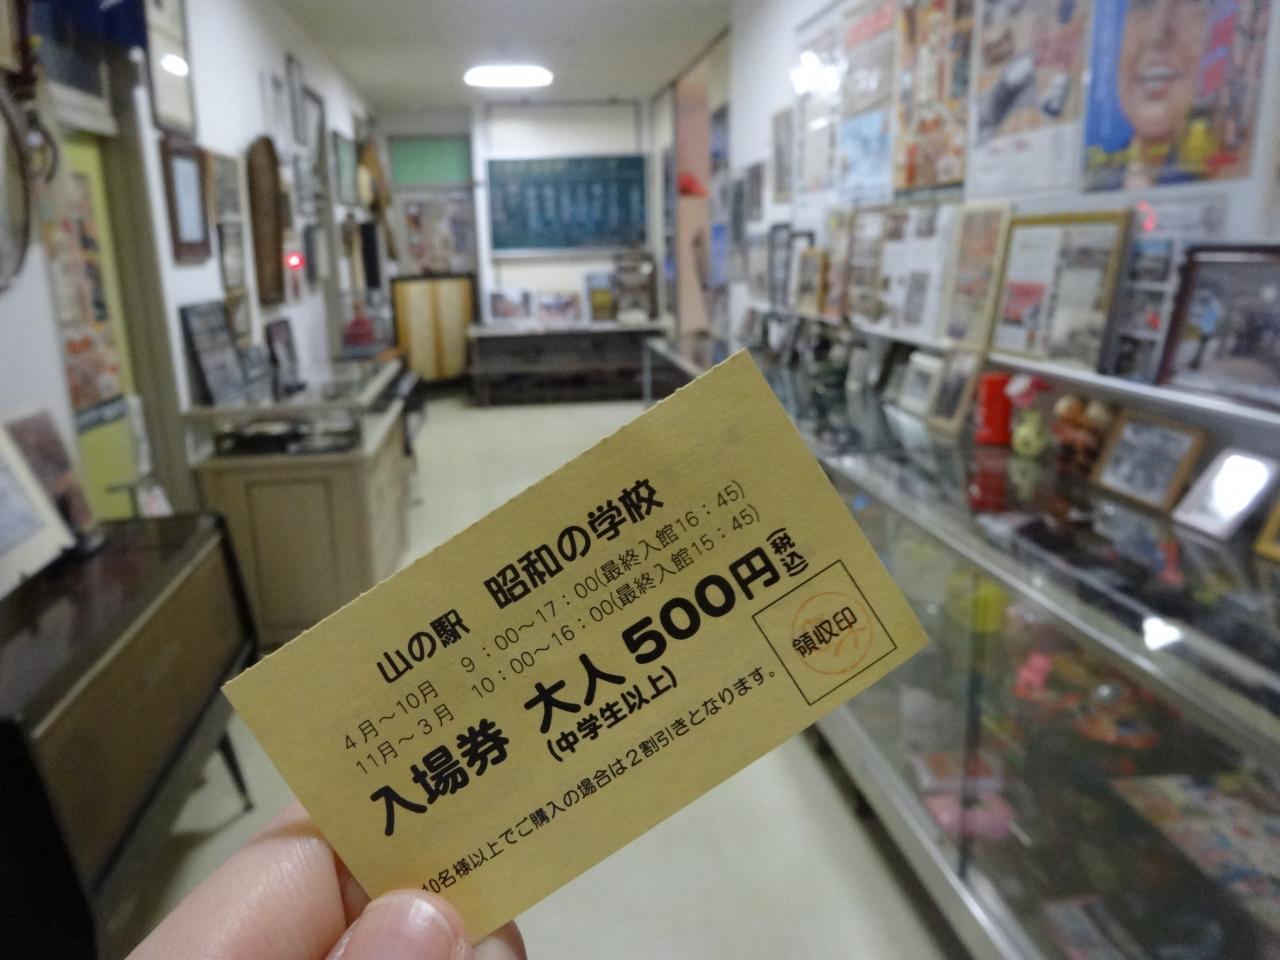 山の駅 昭和の学校
4月～10月 9：00～17：00(最終入館16：45)
11月～3月 10：00～16：00(最終入館15：45)
入場券 大人 500円(税込)
(中学生以上)
領収印
10名様以上でご購入の場合は2割引きとなります。